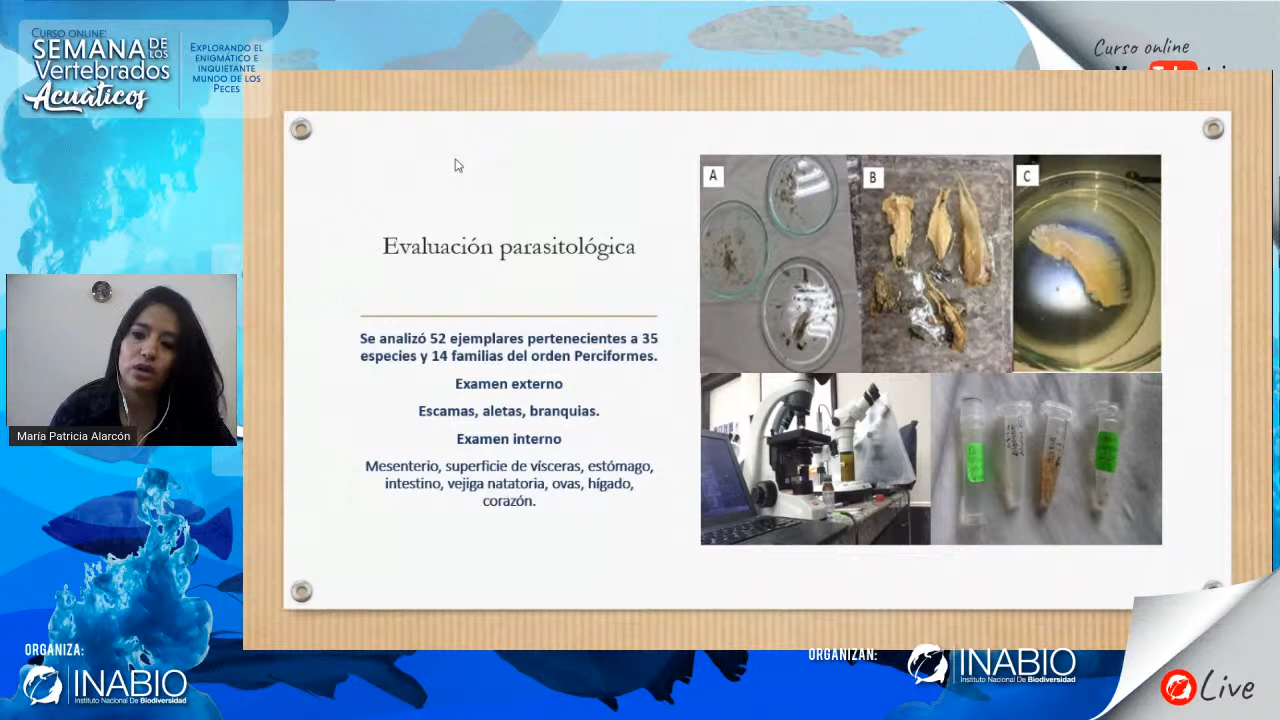 CURSO ONLINE:
SEMANA DE LOS
Vertebrados
Acuáticos
EXPLORANDO EL
ENIGMÁTICO E
INQUIETANTE
MUNDO DE LOS
PECES
Curso online
Evaluación parasitológica
Se analizó 52 ejemplares pertenecientes a 35
especies y 14 familias del orden Perciformes.
Examen externo
Escamas, aletas, branquias.
Examen interno
Mesenterio, superficie de vísceras, estómago,
intestino, vejiga natatoria, ovas, hígado,
corazón.
A
B
C
María Patricia Alarcón
ORGANIZA:
INABIO
Instituto Nacional De Biodiversidad
ORGANIZAN:
INABIO
Instituto Nacional De Biodiversidad
Live